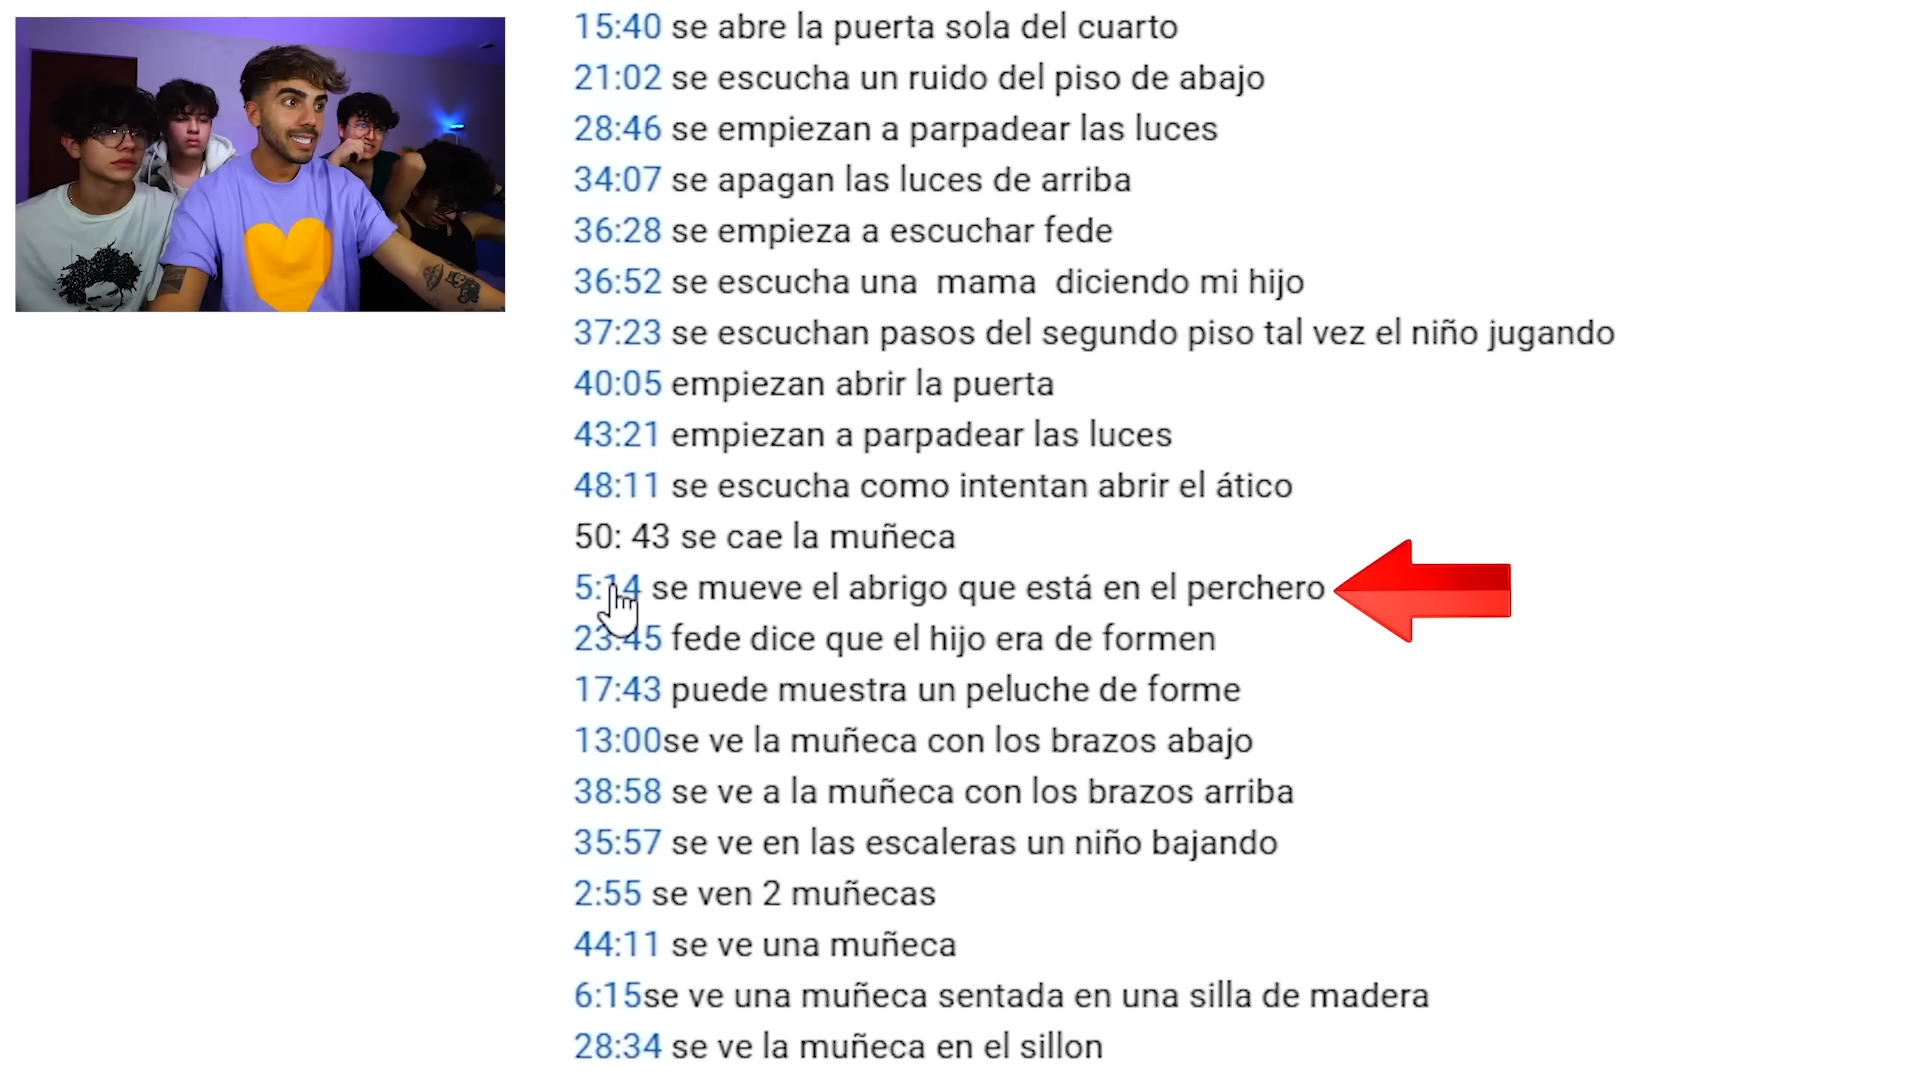 15:40 se abre la puerta sola del cuarto
21:02 se escucha un ruido del piso de abajo
28:46 se empiezan a parpadear las luces
34:07 se apagan las luces de arriba
36:28 se empieza a escuchar fede
36:52 se escucha una  mama  diciendo mi hijo
37:23 se escuchan pasos del segundo piso tal vez el niño jugando
40:05 empiezan abrir la puerta
43:21 empiezan a parpadear las luces
48:11 se escucha como intentan abrir el ático
50: 43 se cae la muñeca
5:14 se mueve el abrigo que está en el perchero
23:45 fede dice que el hijo era de formen
17:43 puede muestra un peluche de forme
13:00se ve la muñeca con los brazos abajo
38:58 se ve a la muñeca con los brazos arriba
35:57 se ve en las escaleras un niño bajando
2:55 se ven 2 muñecas
44:11 se ve una muñeca
6:15se ve una muñeca sentada en una silla de madera
28:34 se ve la muñeca en el sillon